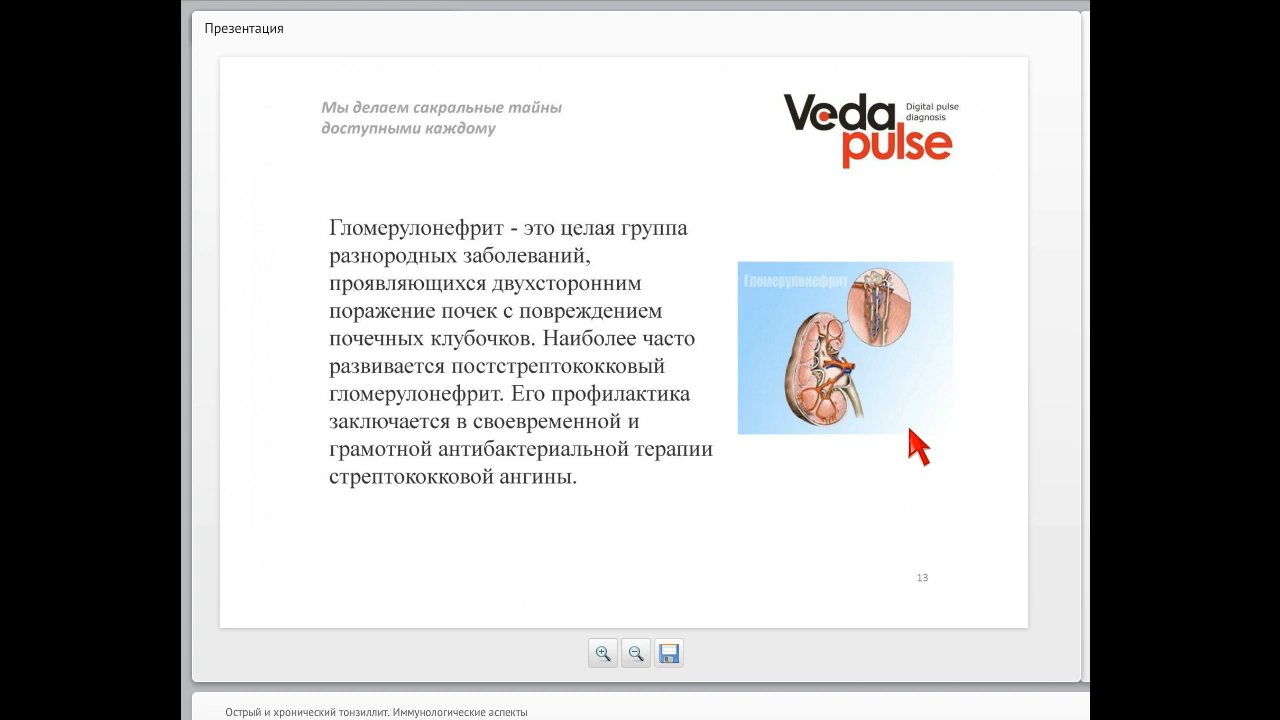 Презентация
Мы делаем сакральные тайны
доступными каждому
Veda
pulse
Digital pulse
diagnosis
Гломерулонефрит - это целая группа
разнородных заболеваний,
проявляющихся двухсторонним
поражение почек с повреждением
почечных клубочков. Наиболее часто
развивается постстрептококковый
гломерулонефрит. Его профилактика
заключается в своевременной и
грамотной антибактериальной терапии
стрептококковой ангины.
Гломерулонефрит
13
Острый и хронический тонзиллит. Иммунологические аспекты